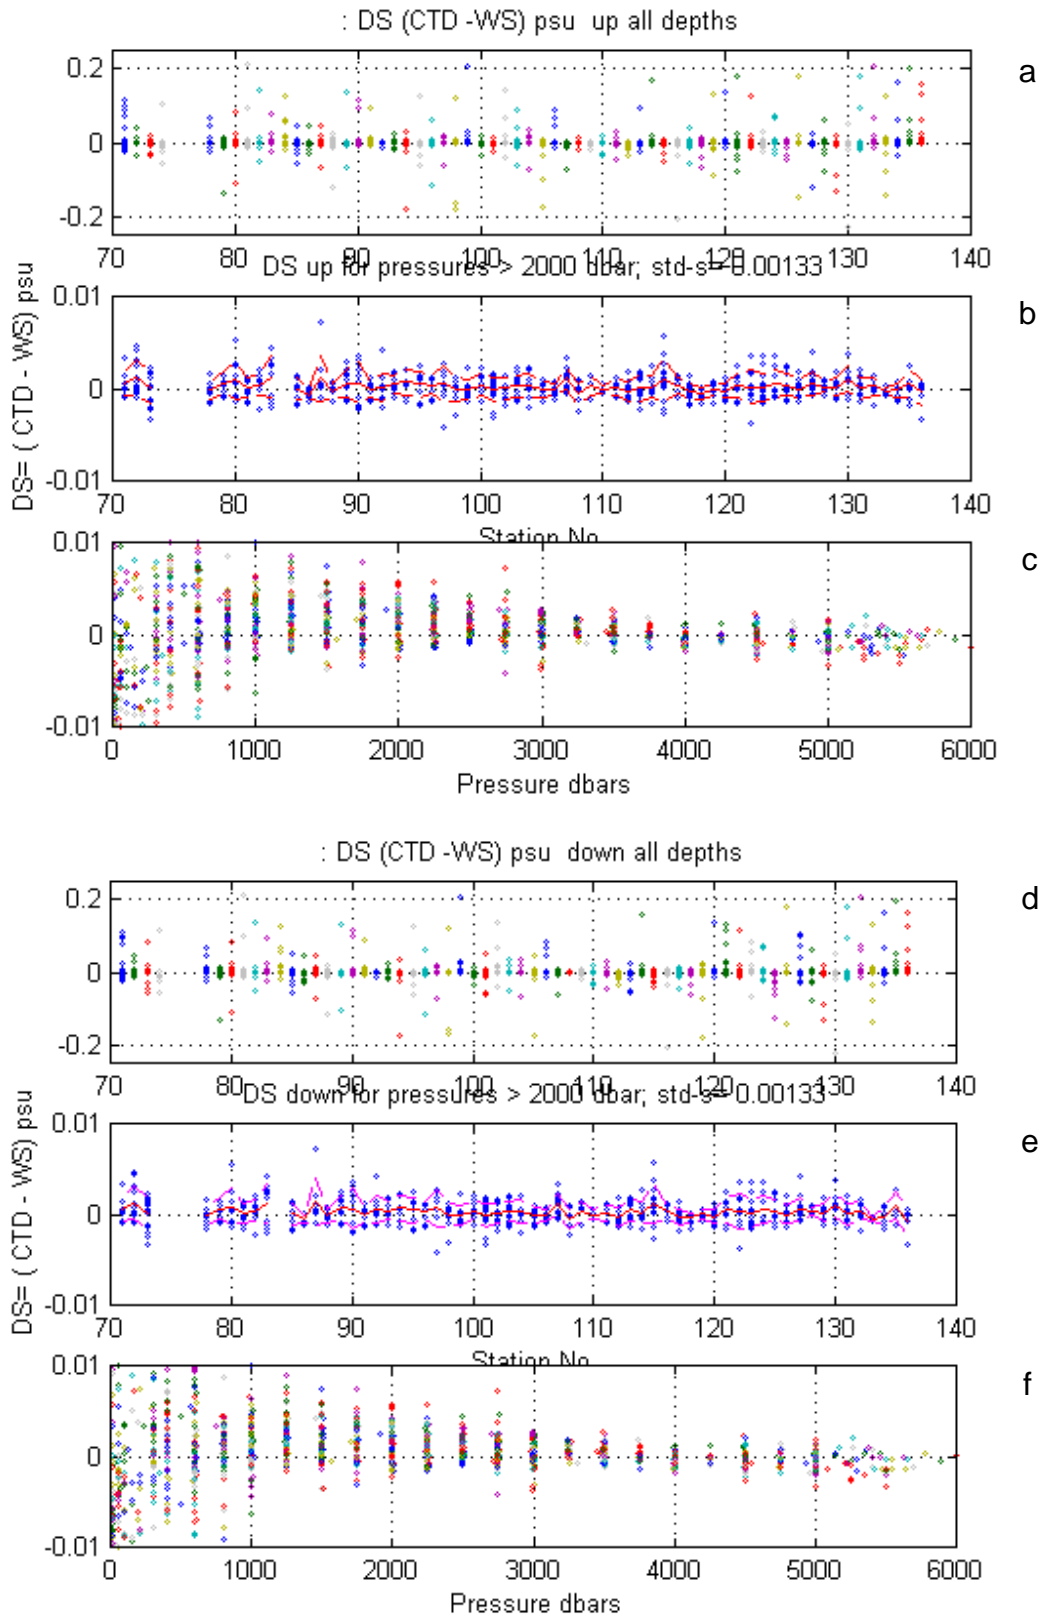 : DS (CTD -WS) psu  up all depths
a
0.2
0
-0.2
70 80 90 100 110 120 130 140
DS up for pressures > 2000 dbar; std-s= 0.00133
b
DS= ( CTD - WS) psu
0.01
0
-0.01
70 80 90 100 110 120 130 140
Station No
c
0.01
0
-0.01
0 1000 2000 3000 4000 5000 6000
Pressure dbars
: DS (CTD -WS) psu  down all depths
d
0.2
0
-0.2
70 80 90 100 110 120 130 140
DS down for pressures > 2000 dbar; std-s= 0.00133
e
DS= ( CTD - WS) psu
0.01
0
-0.01
70 80 90 100 110 120 130 140
Station No
f
0.01
0
-0.01
0 1000 2000 3000 4000 5000 6000
Pressure dbars